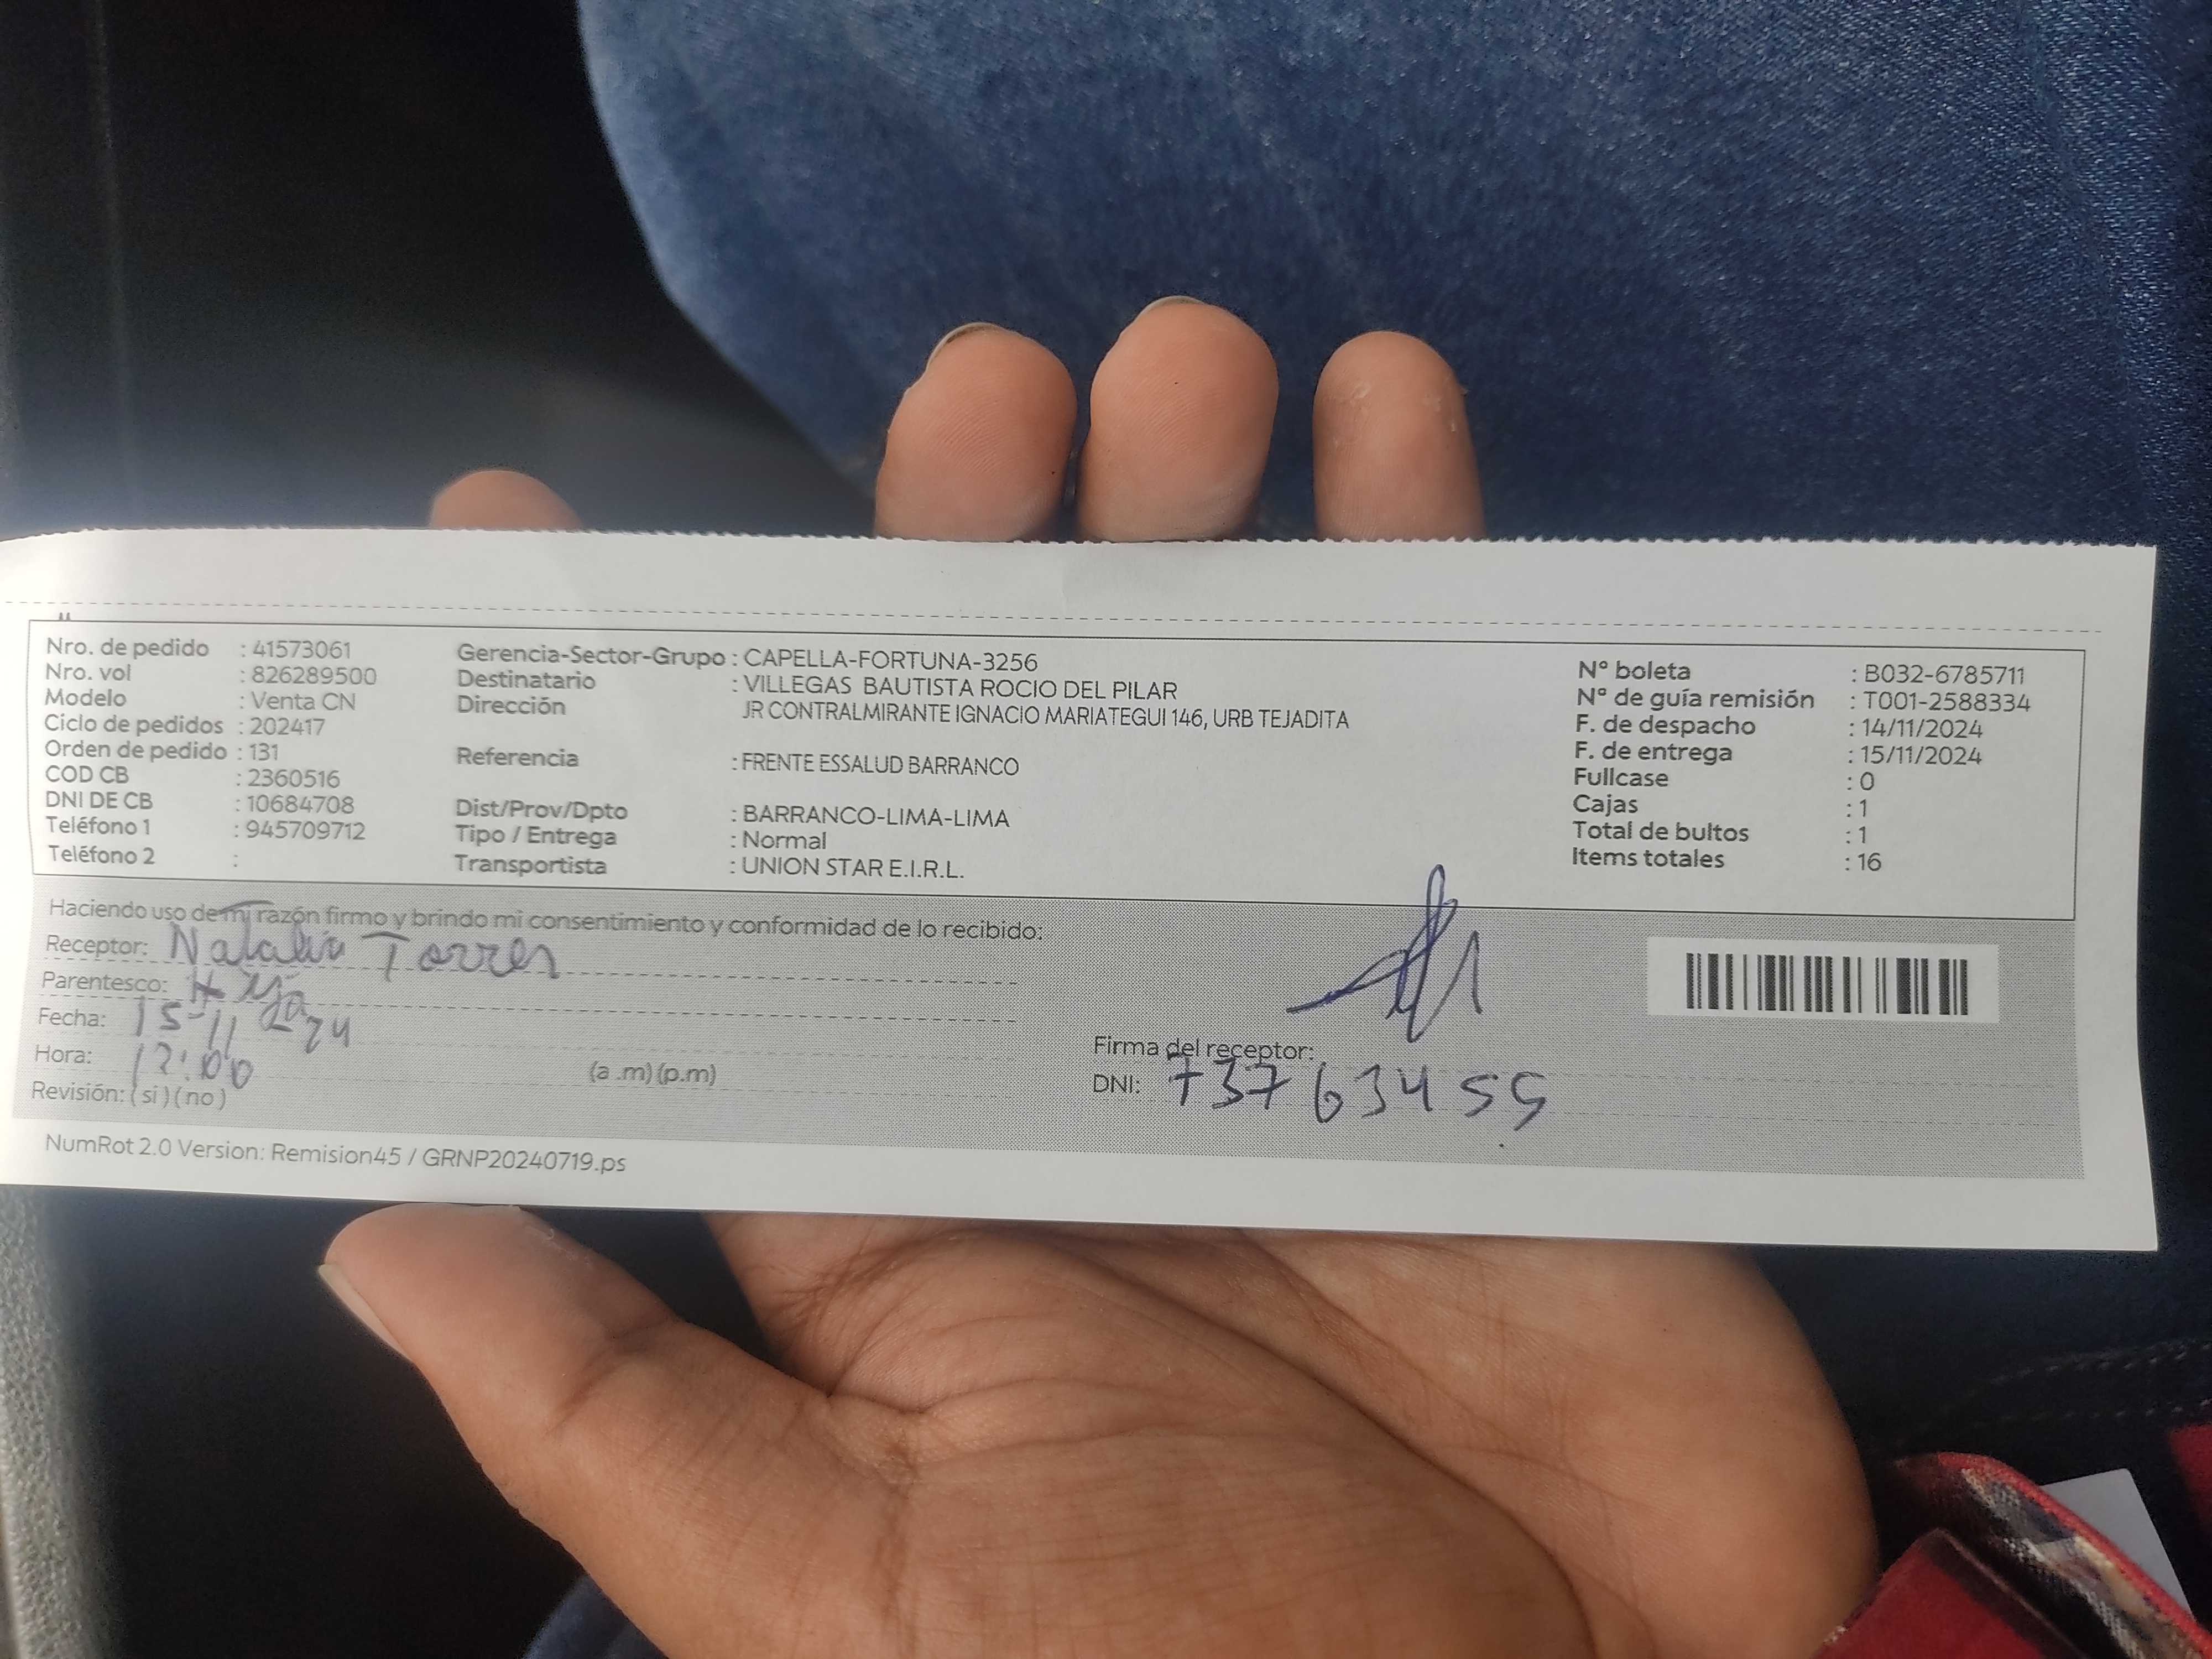 Nro. de pedido : 41573061
Nro. vol : 826289500
Modelo : Venta CN
Ciclo de pedidos : 202417
Orden de pedido : 131
COD CB : 2360516
DNI DE CB : 10684708
Teléfono 1 : 945709712
Teléfono 2 :
Gerencia-Sector-Grupo : CAPELLA-FORTUNA-3256
Destinatario : VILLEGAS BAUTISTA ROCIO DEL PILAR
Dirección JR CONTRALMIRANTE IGNACIO MARIATEGUI 146, URB TEJADITA
Referencia : FRENTE ESSALUD BARRANCO
Dist/Prov/Dpto : BARRANCO-LIMA-LIMA
Tipo / Entrega : Normal
Transportista : UNION STAR E.I.R.L.
Nº boleta : B032-6785711
Nº de guía remisión : T001-2588334
F. de despacho : 14/11/2024
F. de entrega : 15/11/2024
Fullcase : 0
Cajas : 1
Total de bultos : 1
Items totales : 16
Haciendo uso de mi razón firmo y brindo mi consentimiento y conformidad de lo recibido:
Receptor: Natalia Torres
Parentesco: Hija
Fecha: 15-11 24
Hora: 12:00 (a .m) (p.m)
Revisión: ( si ) ( no )
Firma del receptor:
DNI: 73763455
NumRot 2.0 Version: Remision45 / GRNP20240719.ps